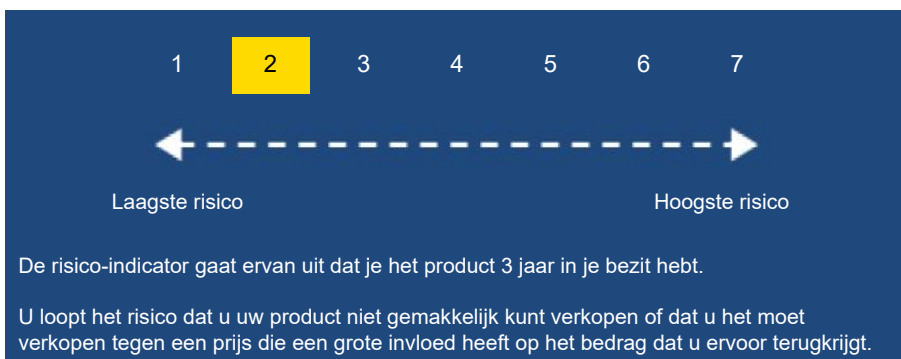 1 2 3 4 5 6 7
Laagste risico Hoogste risico
De risico-indicator gaat ervan uit dat je het product 3 jaar in je bezit hebt.
U loopt het risico dat u uw product niet gemakkelijk kunt verkopen of dat u het moet
verkopen tegen een prijs die een grote invloed heeft op het bedrag dat u ervoor terugkrijgt.